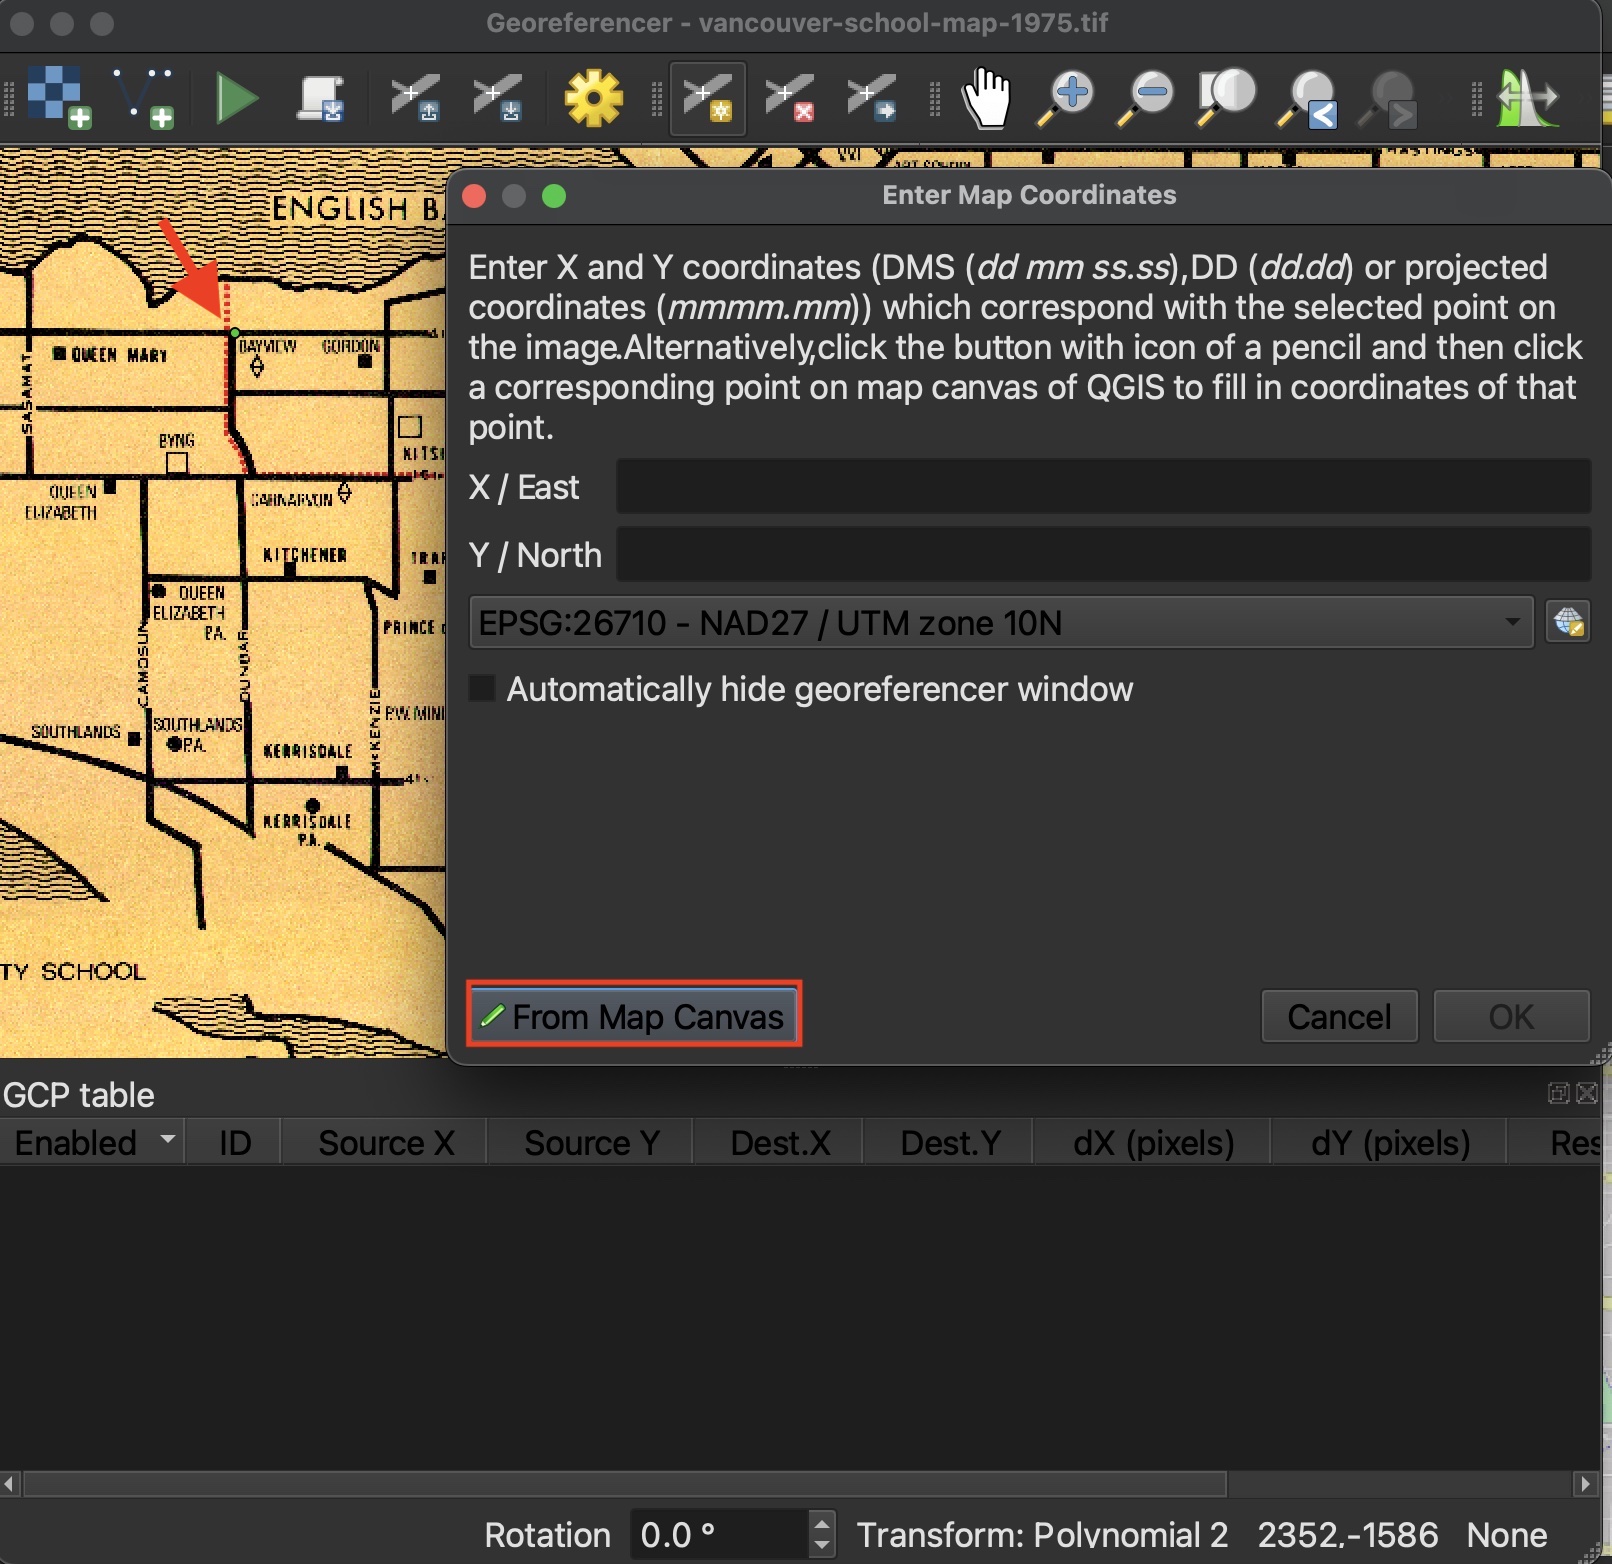 Georeferencer - vancouver-school-map-1975.tif
ART SCHOOL
ENGLISH
Enter Map Coordinates
Enter X and Y coordinates (DMS (dd mm ss.ss),DD (dd.dd) or projected
coordinates (mmmm.mm)) which correspond with the selected point on
the image.Alternatively,click the button with icon of a pencil and then click
a corresponding point on map canvas of QGIS to fill in coordinates of that
point.
X / East
Y / North
EPSG:26710 - NAD27 / UTM zone 10N
Automatically hide georeferencer window
From Map Canvas
Cancel
OK
QUEEN MARY
BAYVIEW
GORDON
SASAMAT
BYNG
QUEEN
ELIZABETH
CARNARVON
KITCHENER
QUEEN
ELIZABETH
P.A.
PRINCE
CAMOSUN
DUNBAR
McKENZIE
P.W. MINI
SOUTHLANDS
SOUTHLANDS
P.A.
KERRISDALE
KERRISDALE
P.A.
TY SCHOOL
GCP table
Enabled ID Source X Source Y Dest.X Dest.Y dX (pixels) dY (pixels) Res
Rotation 0.0 ° Transform: Polynomial 2 2352,-1586 None